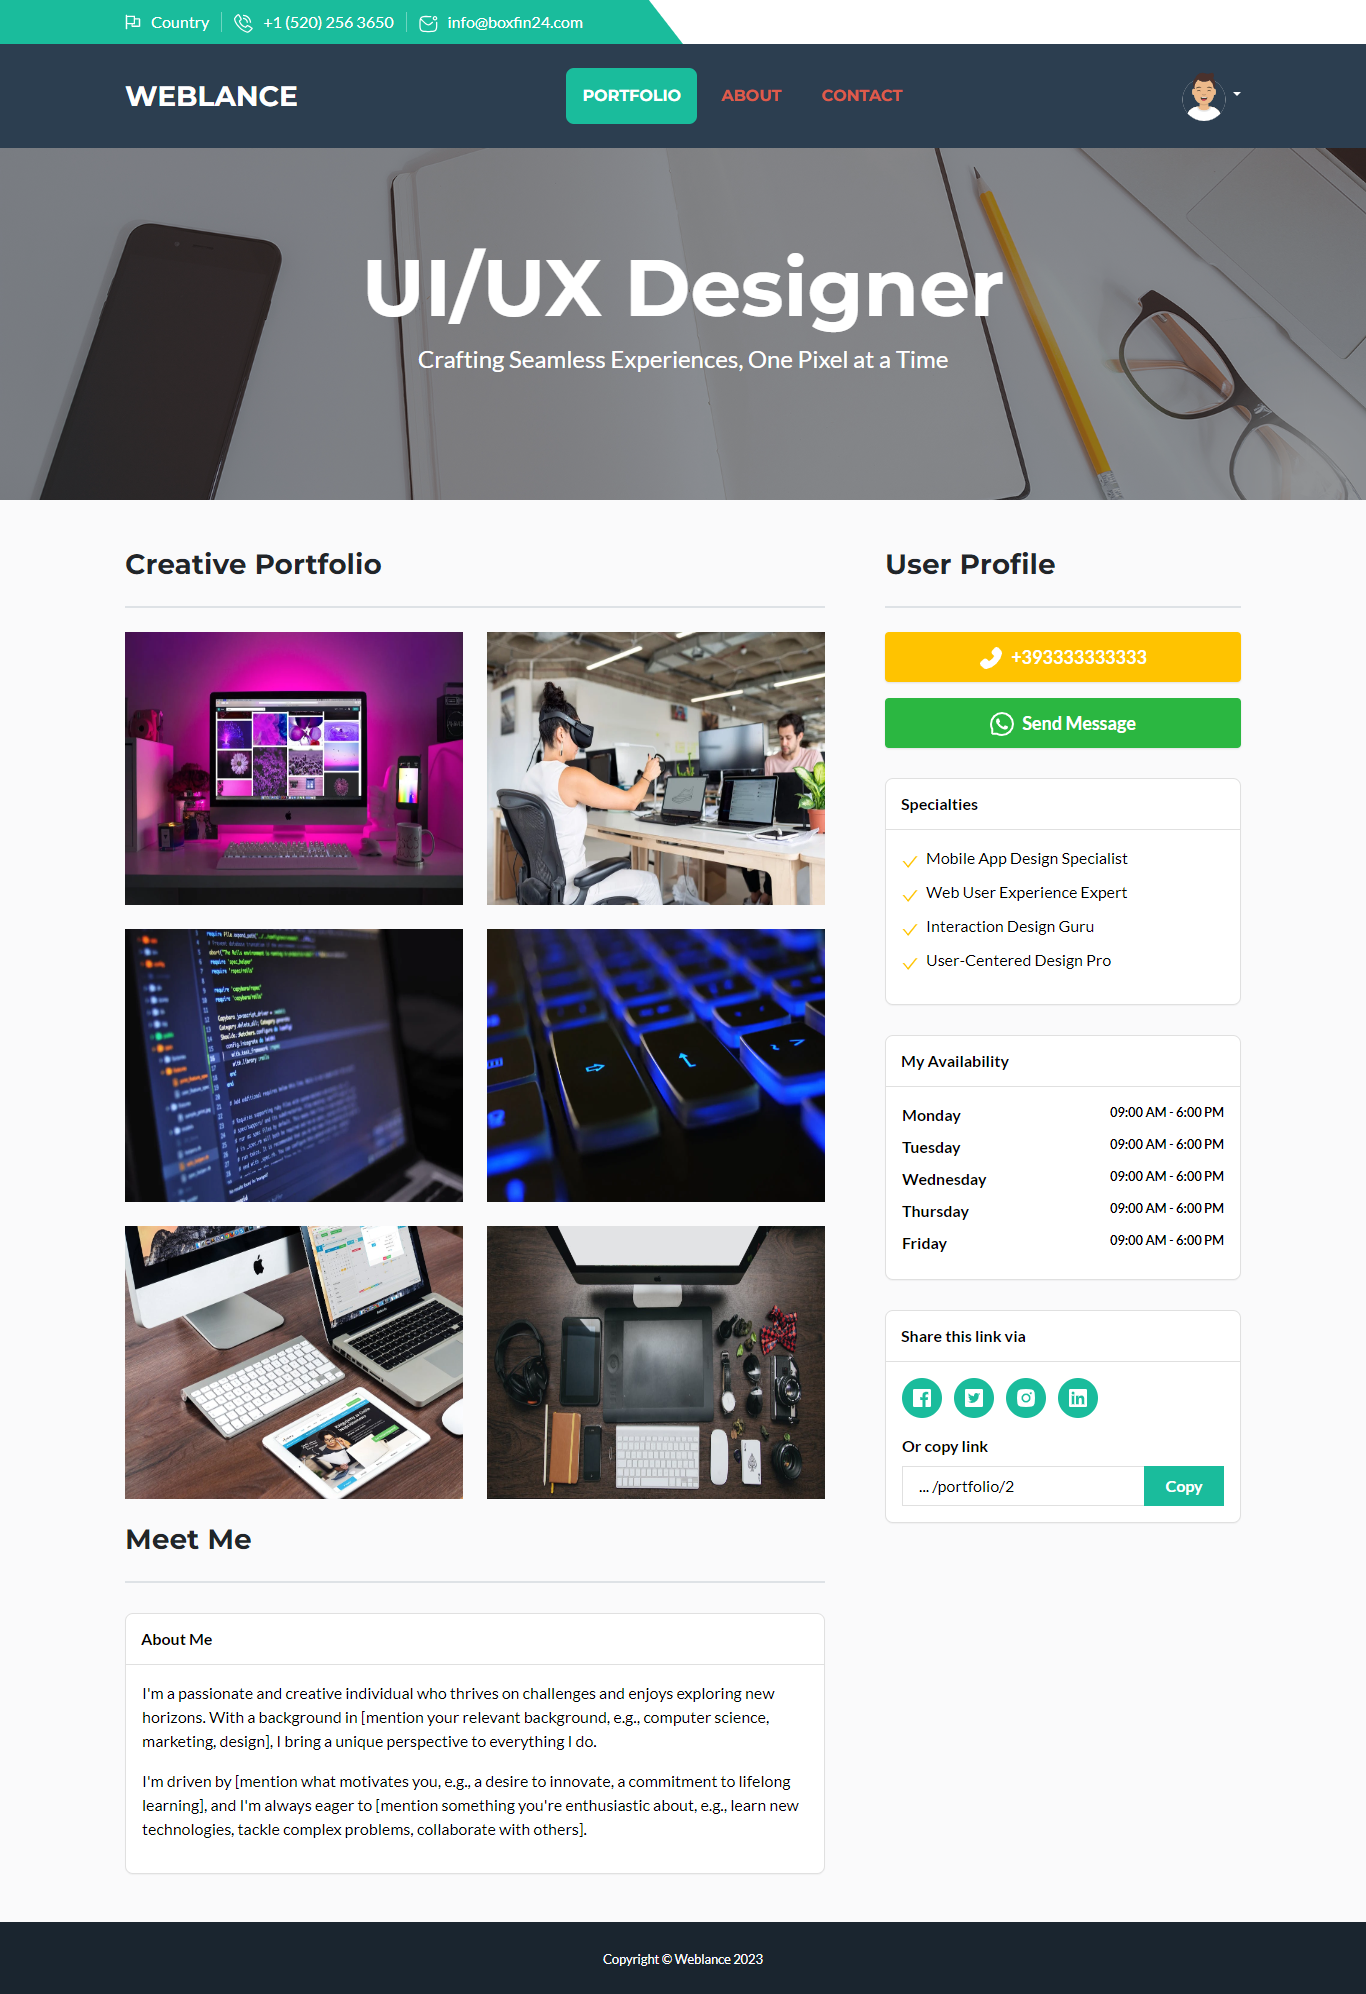 Country
+1 (520) 256 3650
info@boxfin24.com
WEBLANCE
PORTFOLIO
ABOUT
CONTACT
UI/UX Designer
Crafting Seamless Experiences, One Pixel at a Time
Creative Portfolio
Meet Me
About Me
I'm a passionate and creative individual who thrives on challenges and enjoys exploring new
horizons. With a background in [mention your relevant background, e.g., computer science,
marketing, design], I bring a unique perspective to everything I do.
I'm driven by [mention what motivates you, e.g., a desire to innovate, a commitment to lifelong
learning], and I'm always eager to [mention something you're enthusiastic about, e.g., learn new
technologies, tackle complex problems, collaborate with others].
User Profile
+393333333333
Send Message
Specialties
Mobile App Design Specialist
Web User Experience Expert
Interaction Design Guru
User-Centered Design Pro
My Availability
Monday 09:00 AM - 6:00 PM
Tuesday 09:00 AM - 6:00 PM
Wednesday 09:00 AM - 6:00 PM
Thursday 09:00 AM - 6:00 PM
Friday 09:00 AM - 6:00 PM
Share this link via
Or copy link
... /portfolio/2
Copy
Copyright © Weblance 2023